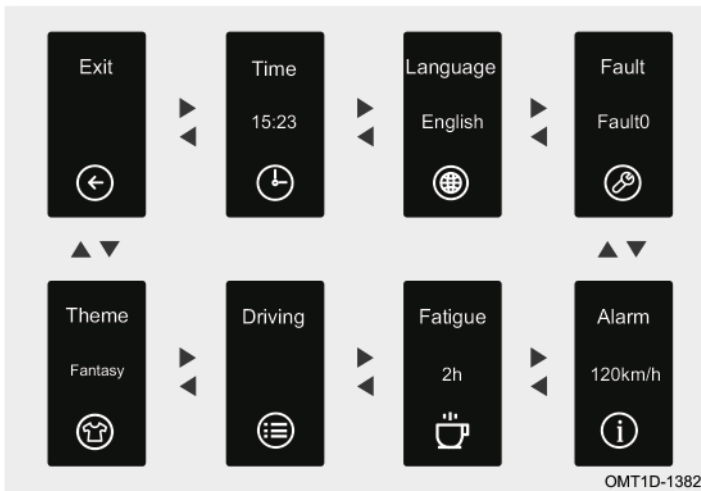 Exit
Time
15:23
Language
English
Fault
Fault0
Theme
Fantasy
Driving
Fatigue
2h
Alarm
120km/h
i
OMT1D-1382